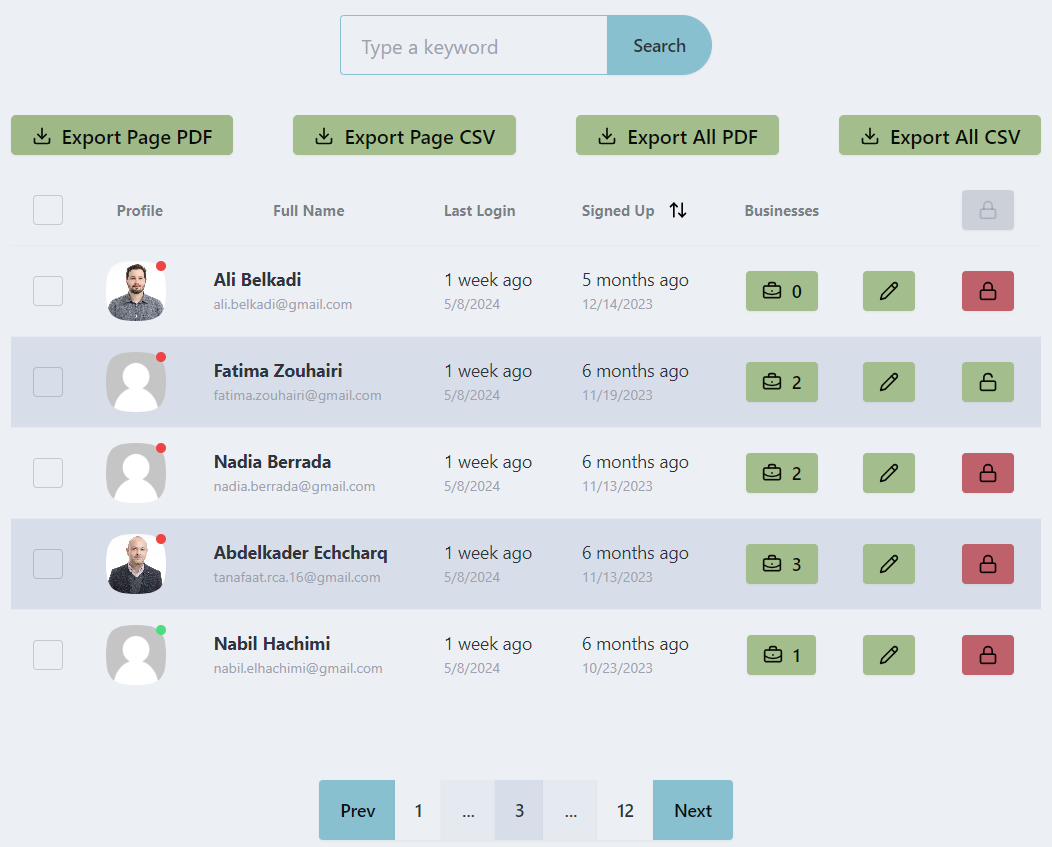 Type a keyword Search
Export Page PDF Export Page CSV Export All PDF Export All CSV
Profile Full Name Last Login Signed Up Businesses
Ali Belkadi 1 week ago 5 months ago 0
ali.belkadi@gmail.com 5/8/2024 12/14/2023
Fatima Zouhairi 1 week ago 6 months ago 2
fatima.zouhairi@gmail.com 5/8/2024 11/19/2023
Nadia Berrada 1 week ago 6 months ago 2
nadia.berrada@gmail.com 5/8/2024 11/13/2023
Abdelkader Echcharq 1 week ago 6 months ago 3
tanafaat.rca.16@gmail.com 5/8/2024 11/13/2023
Nabil Hachimi 1 week ago 6 months ago 1
nabil.elhachimi@gmail.com 5/8/2024 10/23/2023
Prev 1 ... 3 ... 12 Next